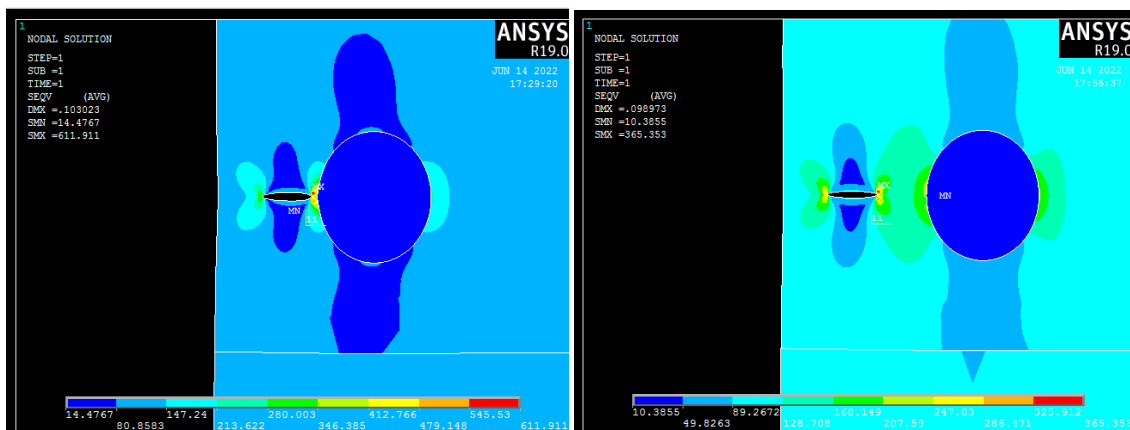 1
NODAL SOLUTION
STEP=1
SUB =1
TIME=1
SEQV (AVG)
DMX =.103023
SMN =14.4767
SMX =611.911
ANSYS
R19.0
JUN 14 2022
17:29:20
MX
MN
11
14.4767 147.24 280.003 412.766 545.53
80.8583 213.622 346.385 479.148 611.911
1
NODAL SOLUTION
STEP=1
SUB =1
TIME=1
SEQV (AVG)
DMX =.098973
SMN =10.3855
SMX =365.353
ANSYS
R19.0
JUN 14 2022
17:56:37
MX
MN
11
10.3855 89.2672 168.149 247.03 325.912
49.8263 128.708 207.59 286.471 365.353